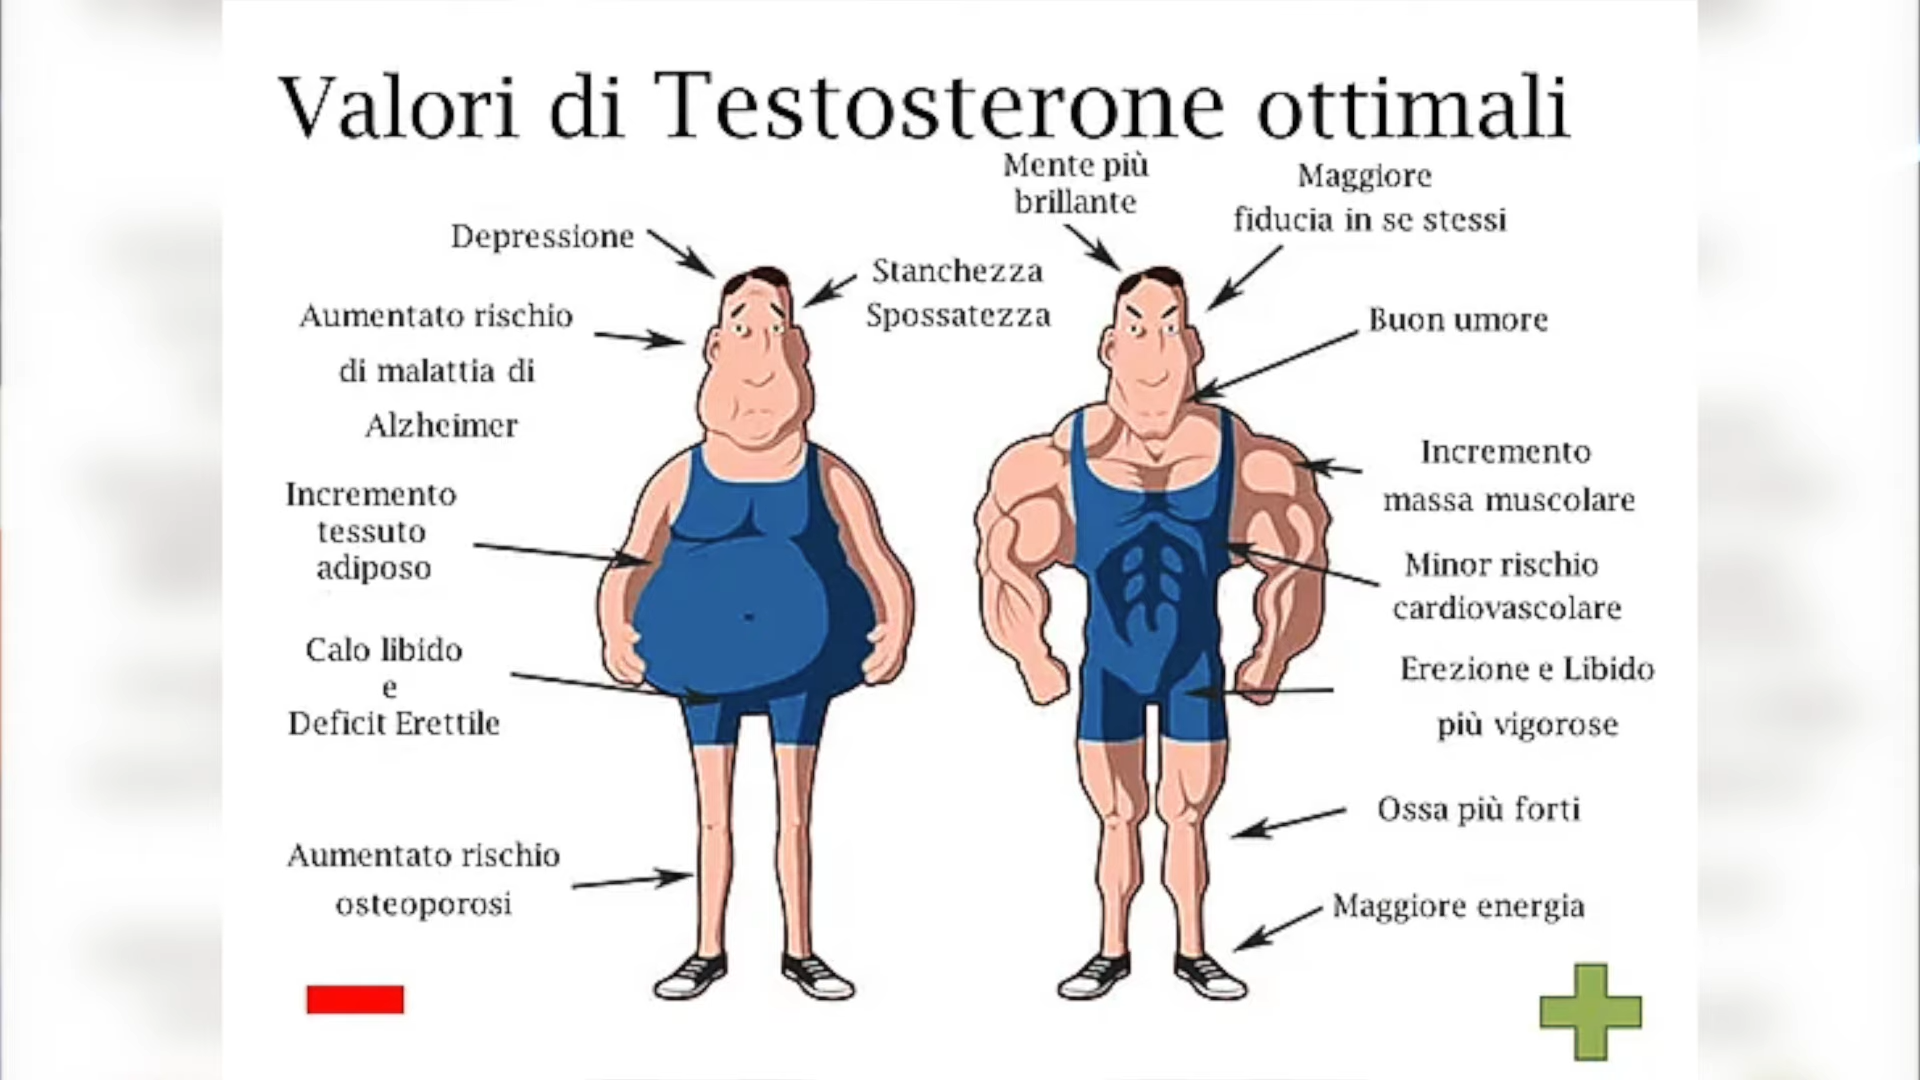 Valori di Testosterone ottimali
Depressione
Stanchezza
Spossatezza
Aumentato rischio
di malattia di
Alzheimer
Incremento
tessuto
adiposo
Calo libido
e
Deficit Erettile
Aumentato rischio
osteoporosi
Mente più
brillante
Maggiore
fiducia in se stessi
Buon umore
Incremento
massa muscolare
Minor rischio
cardiovascolare
Erezione e Libido
più vigorose
Ossa più forti
Maggiore energia